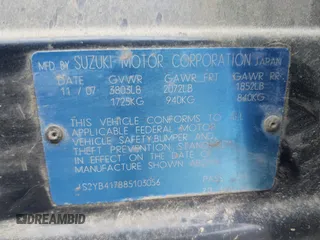 MFD BY SUZUKI MOTOR CORPORATION JAPAN
DATE GVWR GAWR FRT GAWR RR
11/07 3803LB 2072LB 1852LB
1725KG 940KG 840KG
THIS VEHICLE CONFORMS TO ALL
APPLICABLE FEDERAL MOTOR
VEHICLE SAFETY, BUMPER AND
THEFT PREVENTION STANDARDS
IN EFFECT ON THE DATE OF
MANUFACTURE SHOWN ABOVE
JS2YB417885103056
DREAMBID